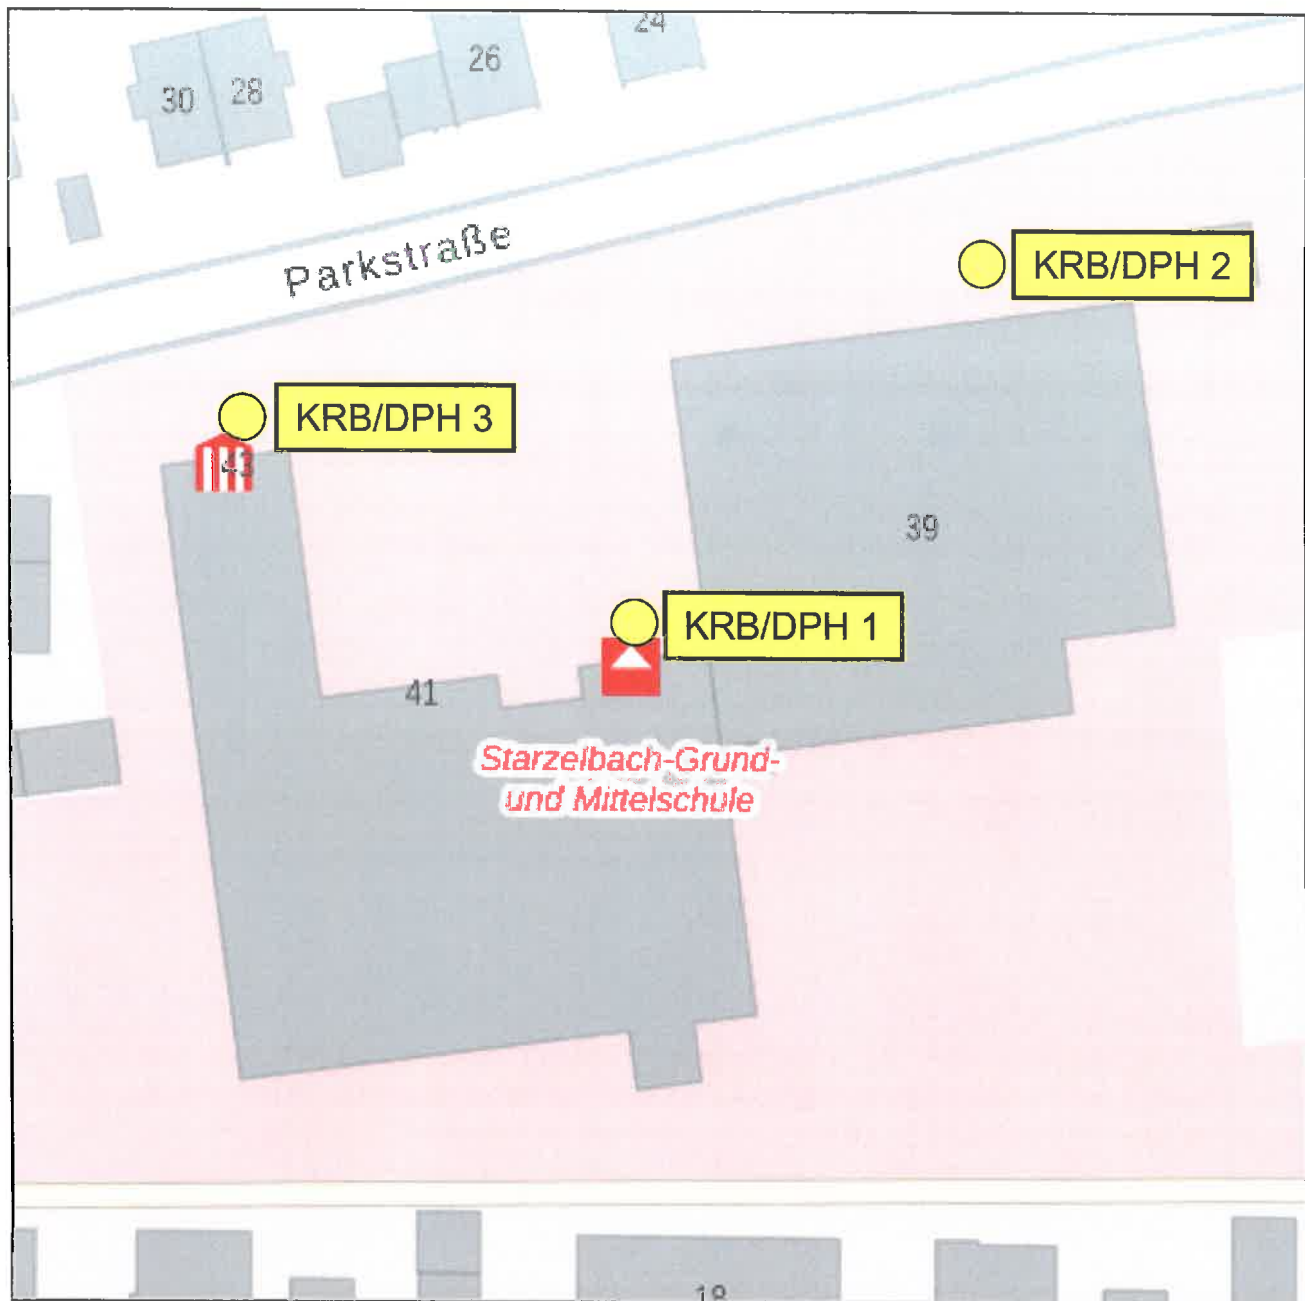 24
26
30
28
Parkstraße
KRB/DPH 2
KRB/DPH 3
43
39
KRB/DPH 1
41
Starzelbach-Grund-
und Mittelschule
18